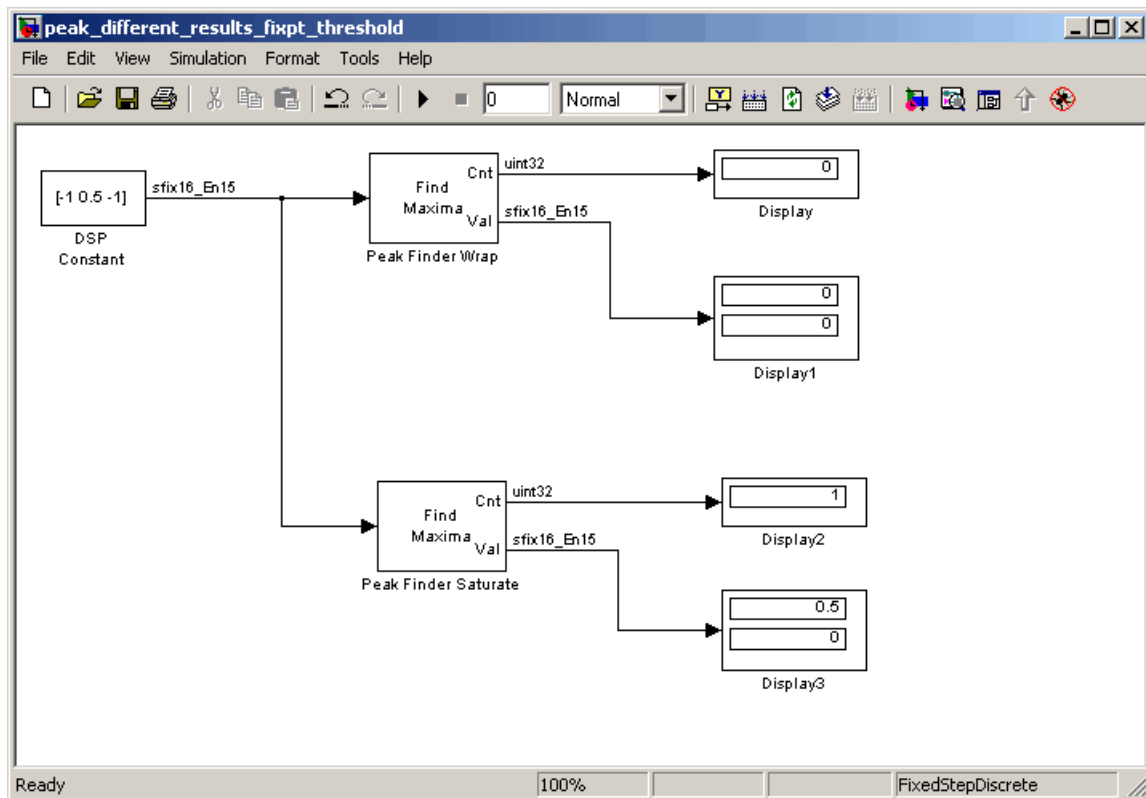 peak_different_results_fixpt_threshold
File Edit View Simulation Format Tools Help
0 Normal
[-1 0.5 -1]
DSP
Constant
sfix16_En15
Find
Maxima
Cnt
Val
Peak Finder Wrap
uint32
sfix16_En15
0
Display
0
0
Display1
Find
Maxima
Cnt
Val
Peak Finder Saturate
uint32
sfix16_En15
1
Display2
0.5
0
Display3
Ready 100% FixedStepDiscrete